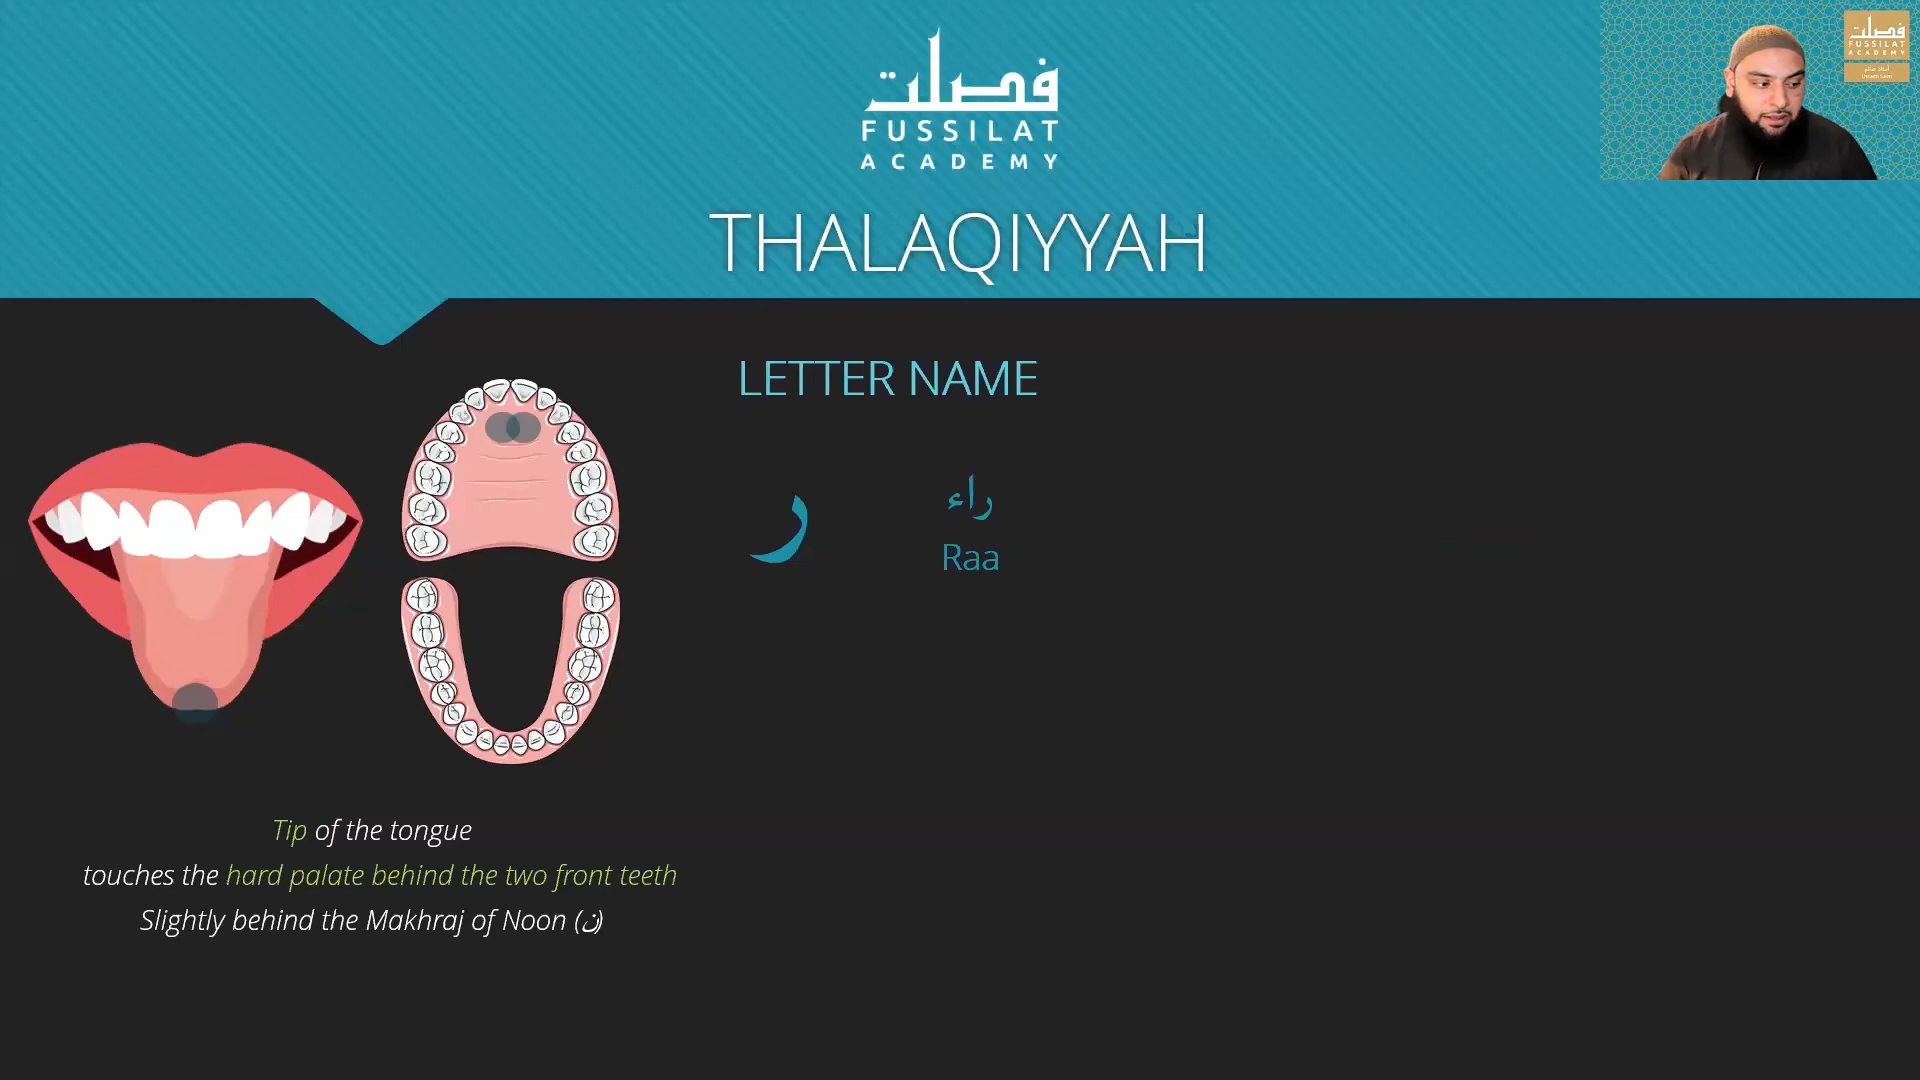 فصلت
FUSSILAT
ACADEMY
فصلت
FUSSILAT
ACADEMY
THALAQIYYAH
LETTER NAME
ر
راء
Raa
Tip of the tongue
touches the hard palate behind the two front teeth
Slightly behind the Makhraj of Noon (ن)